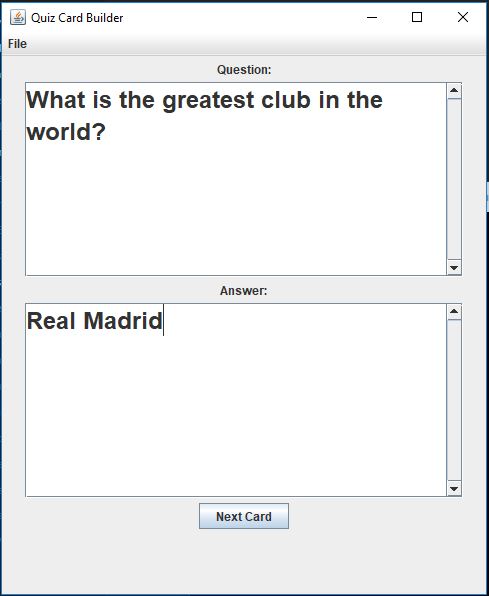 Quiz Card Builder
File
Question:
What is the greatest club in the
world?
Answer:
Real Madrid
Next Card